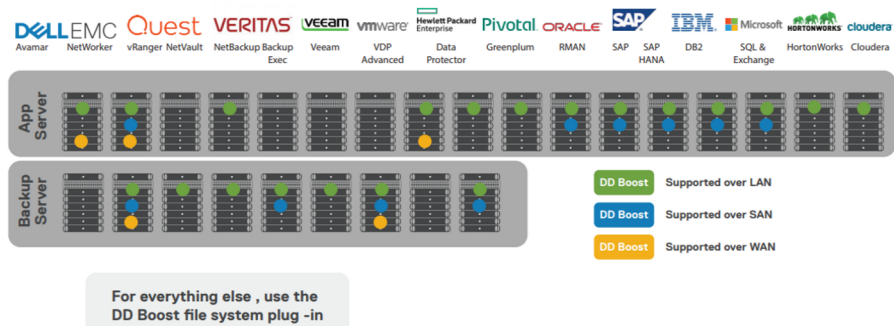 DELL EMC Quest VERITAS veeam vmware Hewlett Packard Enterprise Pivotal ORACLE SAP IBM Microsoft HORTONWORKS cloudera
Avamar NetWorker vRanger NetVault NetBackup Backup Exec Veeam VDP Advanced Data Protector Greenplum RMAN SAP SAP HANA DB2 SQL & Exchange HortonWorks Cloudera
App
Server
Backup
Server
DD Boost Supported over LAN
DD Boost Supported over SAN
DD Boost Supported over WAN
For everything else , use the
DD Boost file system plug -in